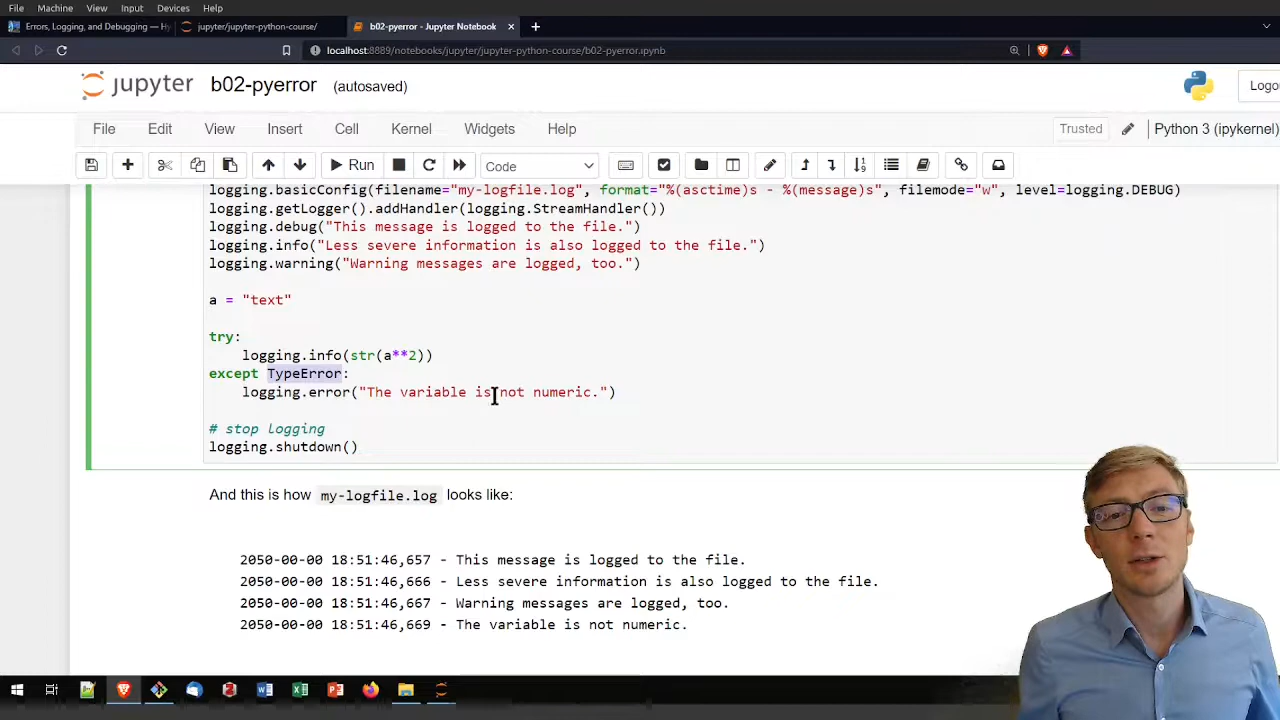 File Machine View Input Devices Help
Errors, Logging, and Debugging — Hy
jupyter/jupyter-python-course/
b02-pyerror - Jupyter Notebook
localhost:8889/notebooks/jupyter/jupyter-python-course/b02-pyerror.ipynb
jupyter b02-pyerror (autosaved)
Logo
File Edit View Insert Cell Kernel Widgets Help
Trusted
Python 3 (ipykernel)
Run
Code
logging.basicConfig(filename="my-logfile.log", format="%(asctime)s - %(message)s", filemode="w", level=logging.DEBUG)
logging.getLogger().addHandler(logging.StreamHandler())
logging.debug("This message is logged to the file.")
logging.info("Less severe information is also logged to the file.")
logging.warning("Warning messages are logged, too.")
a = "text"
try:
    logging.info(str(a**2))
except TypeError:
    logging.error("The variable is not numeric.")
# stop logging
logging.shutdown()
And this is how my-logfile.log looks like:
2050-00-00 18:51:46,657 - This message is logged to the file.
2050-00-00 18:51:46,666 - Less severe information is also logged to the file.
2050-00-00 18:51:46,667 - Warning messages are logged, too.
2050-00-00 18:51:46,669 - The variable is not numeric.